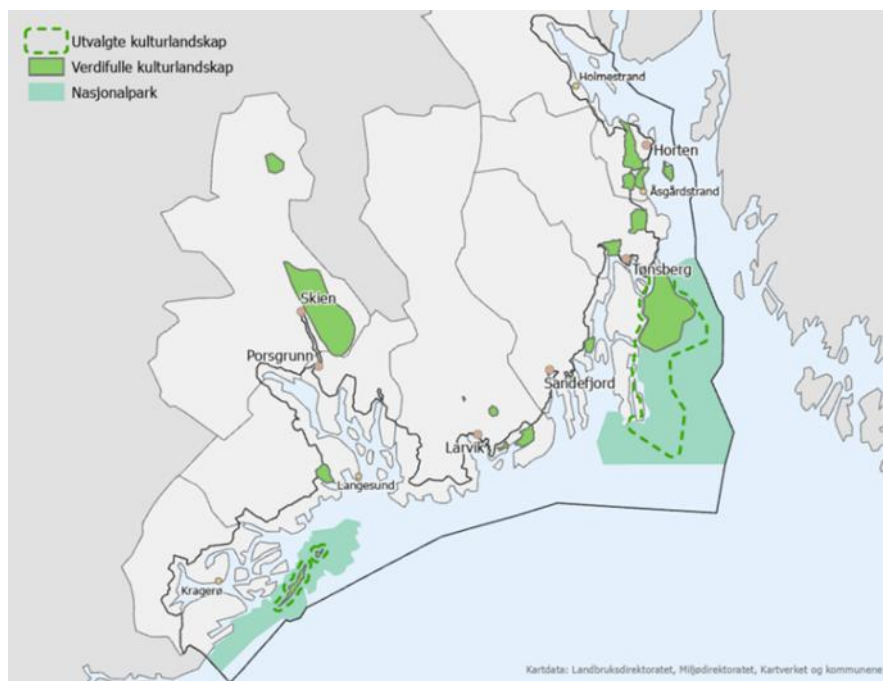 Utvalgte kulturlandskap
Verdifulle kulturlandskap
Nasjonalpark
Holmestrand
Horten
Åsgårdstrand
Tønsberg
Skien
Porsgrunn
Sandefjord
Larvik
Langesund
Kragerø
Kartdata: Landbruksdirektoratet, Miljødirektoratet, Kartverket og kommunene